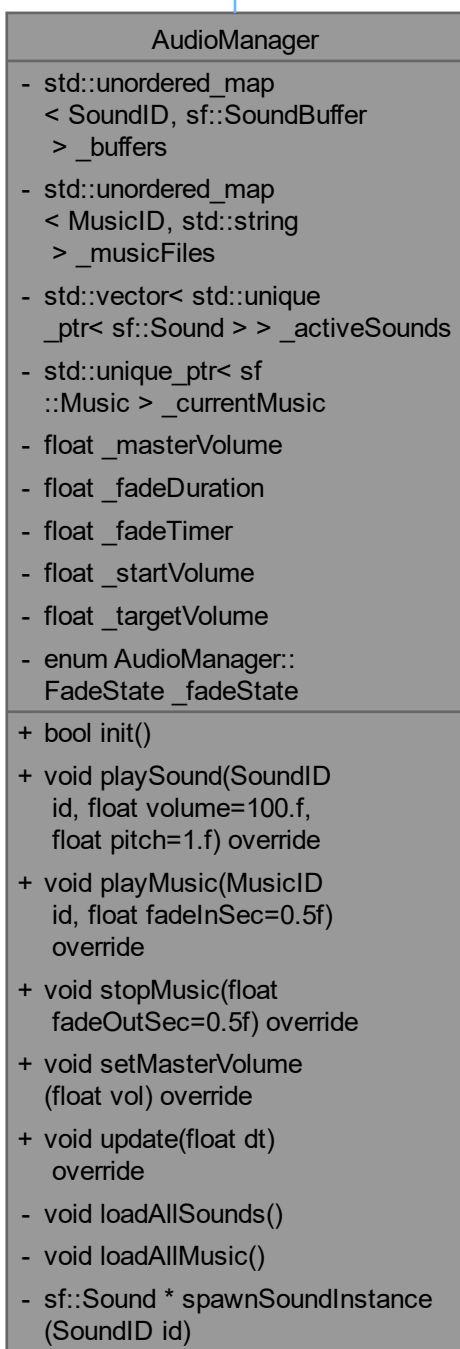 AudioManager
- std::unordered_map
< SoundID, sf::SoundBuffer
> _buffers
- std::unordered_map
< MusicID, std::string
> _musicFiles
- std::vector< std::unique
_ptr< sf::Sound > > _activeSounds
- std::unique_ptr< sf
::Music > _currentMusic
- float _masterVolume
- float _fadeDuration
- float _fadeTimer
- float _startVolume
- float _targetVolume
- enum AudioManager::
FadeState _fadeState
+ bool init()
+ void playSound(SoundID
id, float volume=100.f,
float pitch=1.f) override
+ void playMusic(MusicID
id, float fadeInSec=0.5f)
override
+ void stopMusic(float
fadeOutSec=0.5f) override
+ void setMasterVolume
(float vol) override
+ void update(float dt)
override
- void loadAllSounds()
- void loadAllMusic()
- sf::Sound * spawnSoundInstance
(SoundID id)